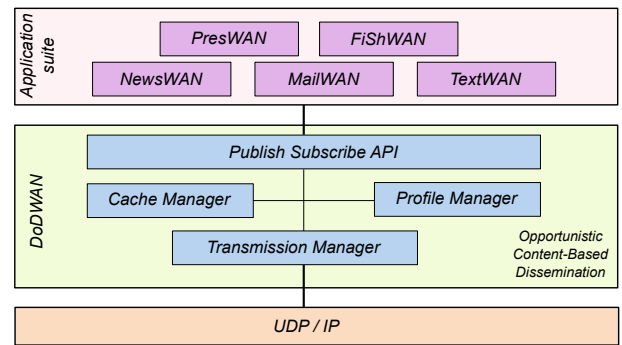 Application
suite
PresWAN
FiShWAN
NewsWAN
MailWAN
TextWAN
DoDWAN
Publish Subscribe API
Cache Manager
Profile Manager
Transmission Manager
Opportunistic
Content-Based
Dissemination
UDP / IP